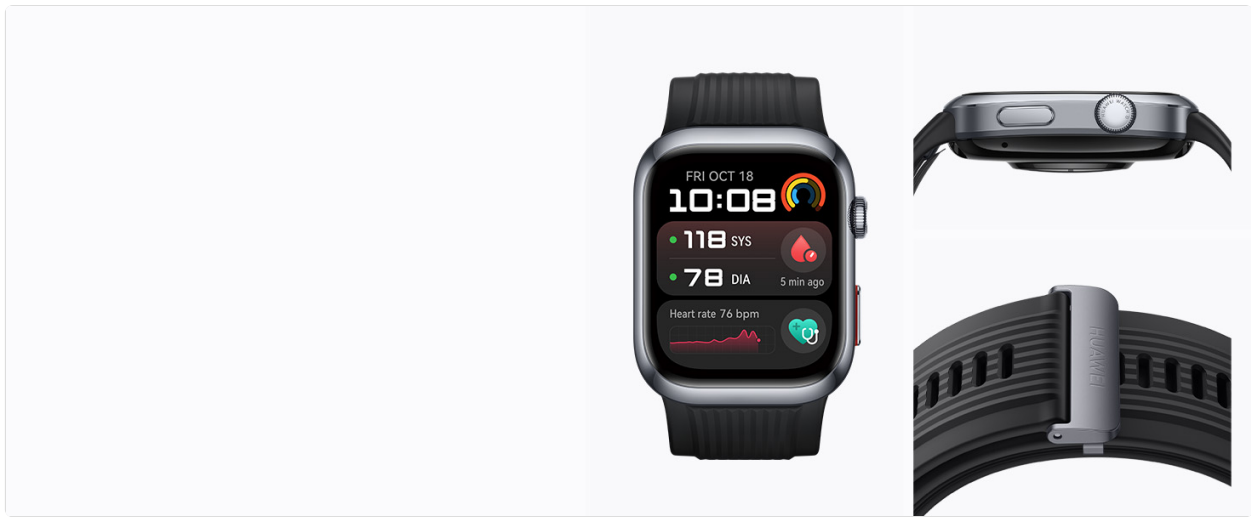 FRI OCT 18
10:08
118 SYS
78 DIA
5 min ago
Heart rate 76 bpm
HUAWEI